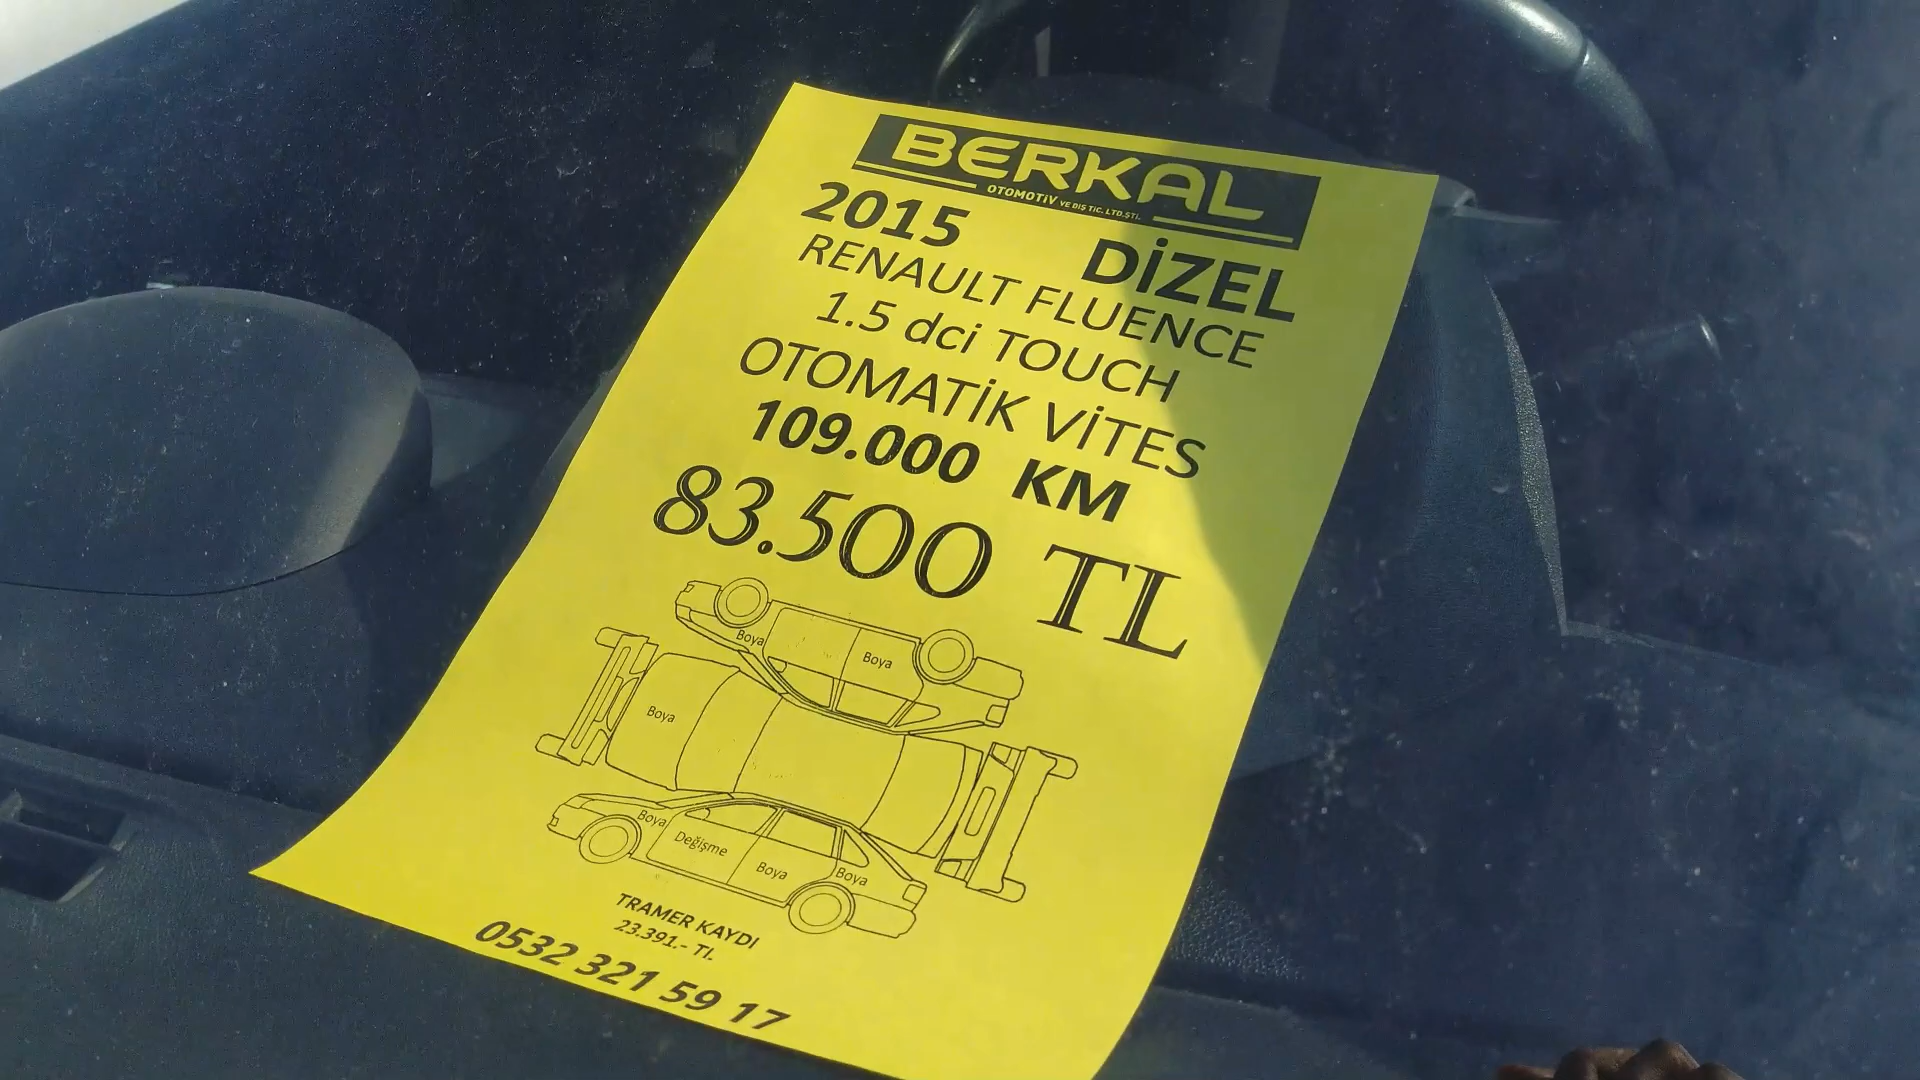 BERKAL
OTOMOTİV VE DIŞ TİC. LTD.ŞTİ.
2015 DİZEL
RENAULT FLUENCE
1.5 dci TOUCH
OTOMATİK VİTES
109.000 KM
83.500 TL
Boya
Boya
Boya
Boya
Değişme
Boya
Boya
TRAMER KAYDI
23.391.- Tl.
0532 321 59 17